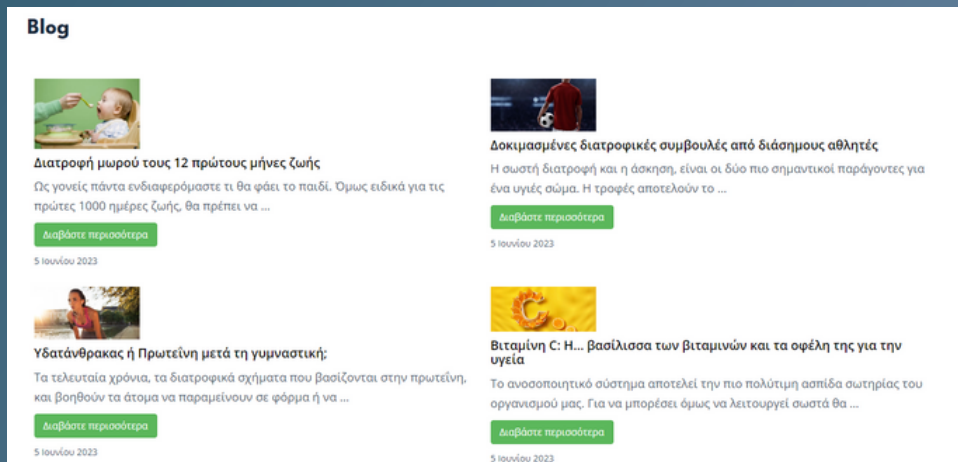 Blog
Διατροφή μωρού τους 12 πρώτους μήνες ζωής
Ως γονείς πάντα ενδιαφερόμαστε τι θα φάει το παιδί. Όμως ειδικά για τις
πρώτες 1000 ημέρες ζωής, θα πρέπει να ...
Διαβάστε περισσότερα
5 Ιουνίου 2023
Δοκιμασμένες διατροφικές συμβουλές από διάσημους αθλητές
Η σωστή διατροφή και η άσκηση, είναι οι δύο πιο σημαντικοί παράγοντες για
ένα υγιές σώμα. Η τροφές αποτελούν το ...
Διαβάστε περισσότερα
5 Ιουνίου 2023
Υδατάνθρακας ή Πρωτεΐνη μετά τη γυμναστική;
Τα τελευταία χρόνια, τα διατροφικά σχήματα που βασίζονται στην πρωτεΐνη,
και βοηθούν τα άτομα να παραμείνουν σε φόρμα ή να ...
Διαβάστε περισσότερα
5 Ιουνίου 2023
C
Βιταμίνη C: Η... βασίλισσα των βιταμινών και τα οφέλη της για την
υγεία
Το ανοσοποιητικό σύστημα αποτελεί την πιο πολύτιμη ασπίδα σωτηρίας του
οργανισμού μας. Για να μπορέσει όμως να λειτουργεί σωστά θα ...
Διαβάστε περισσότερα
5 Ιουνίου 2023